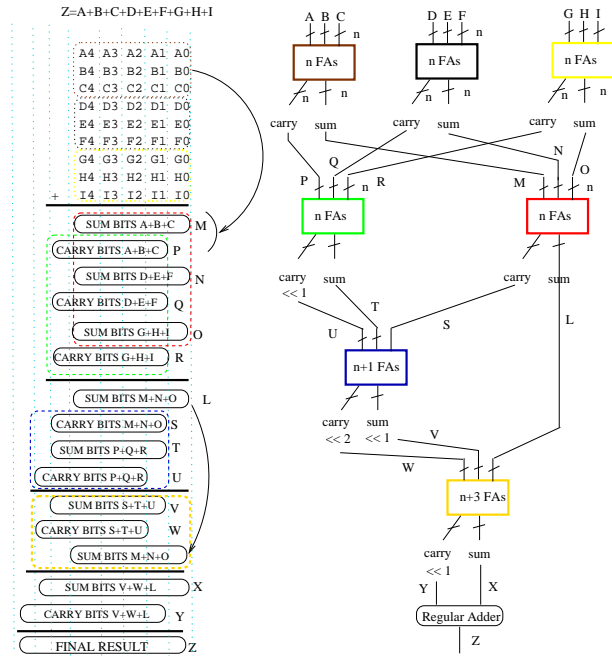 Z=A+B+C+D+E+F+G+H+I
A4 A3 A2 A1 A0
B4 B3 B2 B1 B0
C4 C3 C2 C1 C0
D4 D3 D2 D1 D0
E4 E3 E2 E1 E0
F4 F3 F2 F1 F0
G4 G3 G2 G1 G0
H4 H3 H2 H1 H0
I4 I3 I2 I1 I0
+
SUM BITS A+B+C M
CARRY BITS A+B+C P
SUM BITS D+E+F N
CARRY BITS D+E+F Q
SUM BITS G+H+I O
CARRY BITS G+H+I R
SUM BITS M+N+O L
CARRY BITS M+N+O S
SUM BITS P+Q+R T
CARRY BITS P+Q+R U
SUM BITS S+T+U V
CARRY BITS S+T+U W
SUM BITS M+N+O
SUM BITS V+W+L X
CARRY BITS V+W+L Y
FINAL RESULT Z
A B C n D E F n G H I n
n FAs n FAs n FAs
n n n n n n
carry sum carry sum carry sum
P Q R n M N O n
n FAs n FAs
carry sum carry sum
<< 1
U T S L
n+1 FAs
carry sum
<< 2 << 1
V
W
n+3 FAs
carry sum
<< 1
Y X
Regular Adder
Z